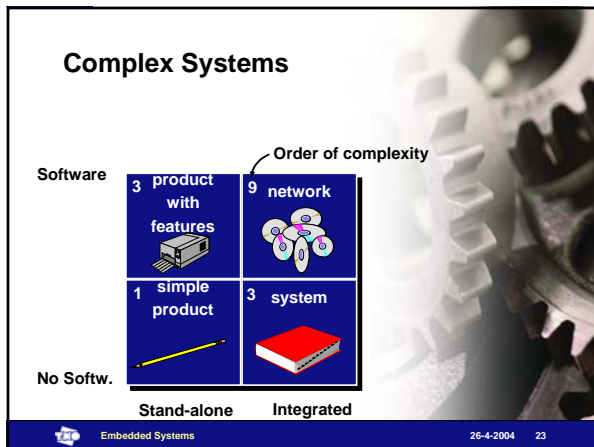 Complex Systems
Order of complexity
Software
3 product with features
9 network
1 simple product
3 system
No Softw.
Stand-alone Integrated
TNO Embedded Systems 26-4-2004 23